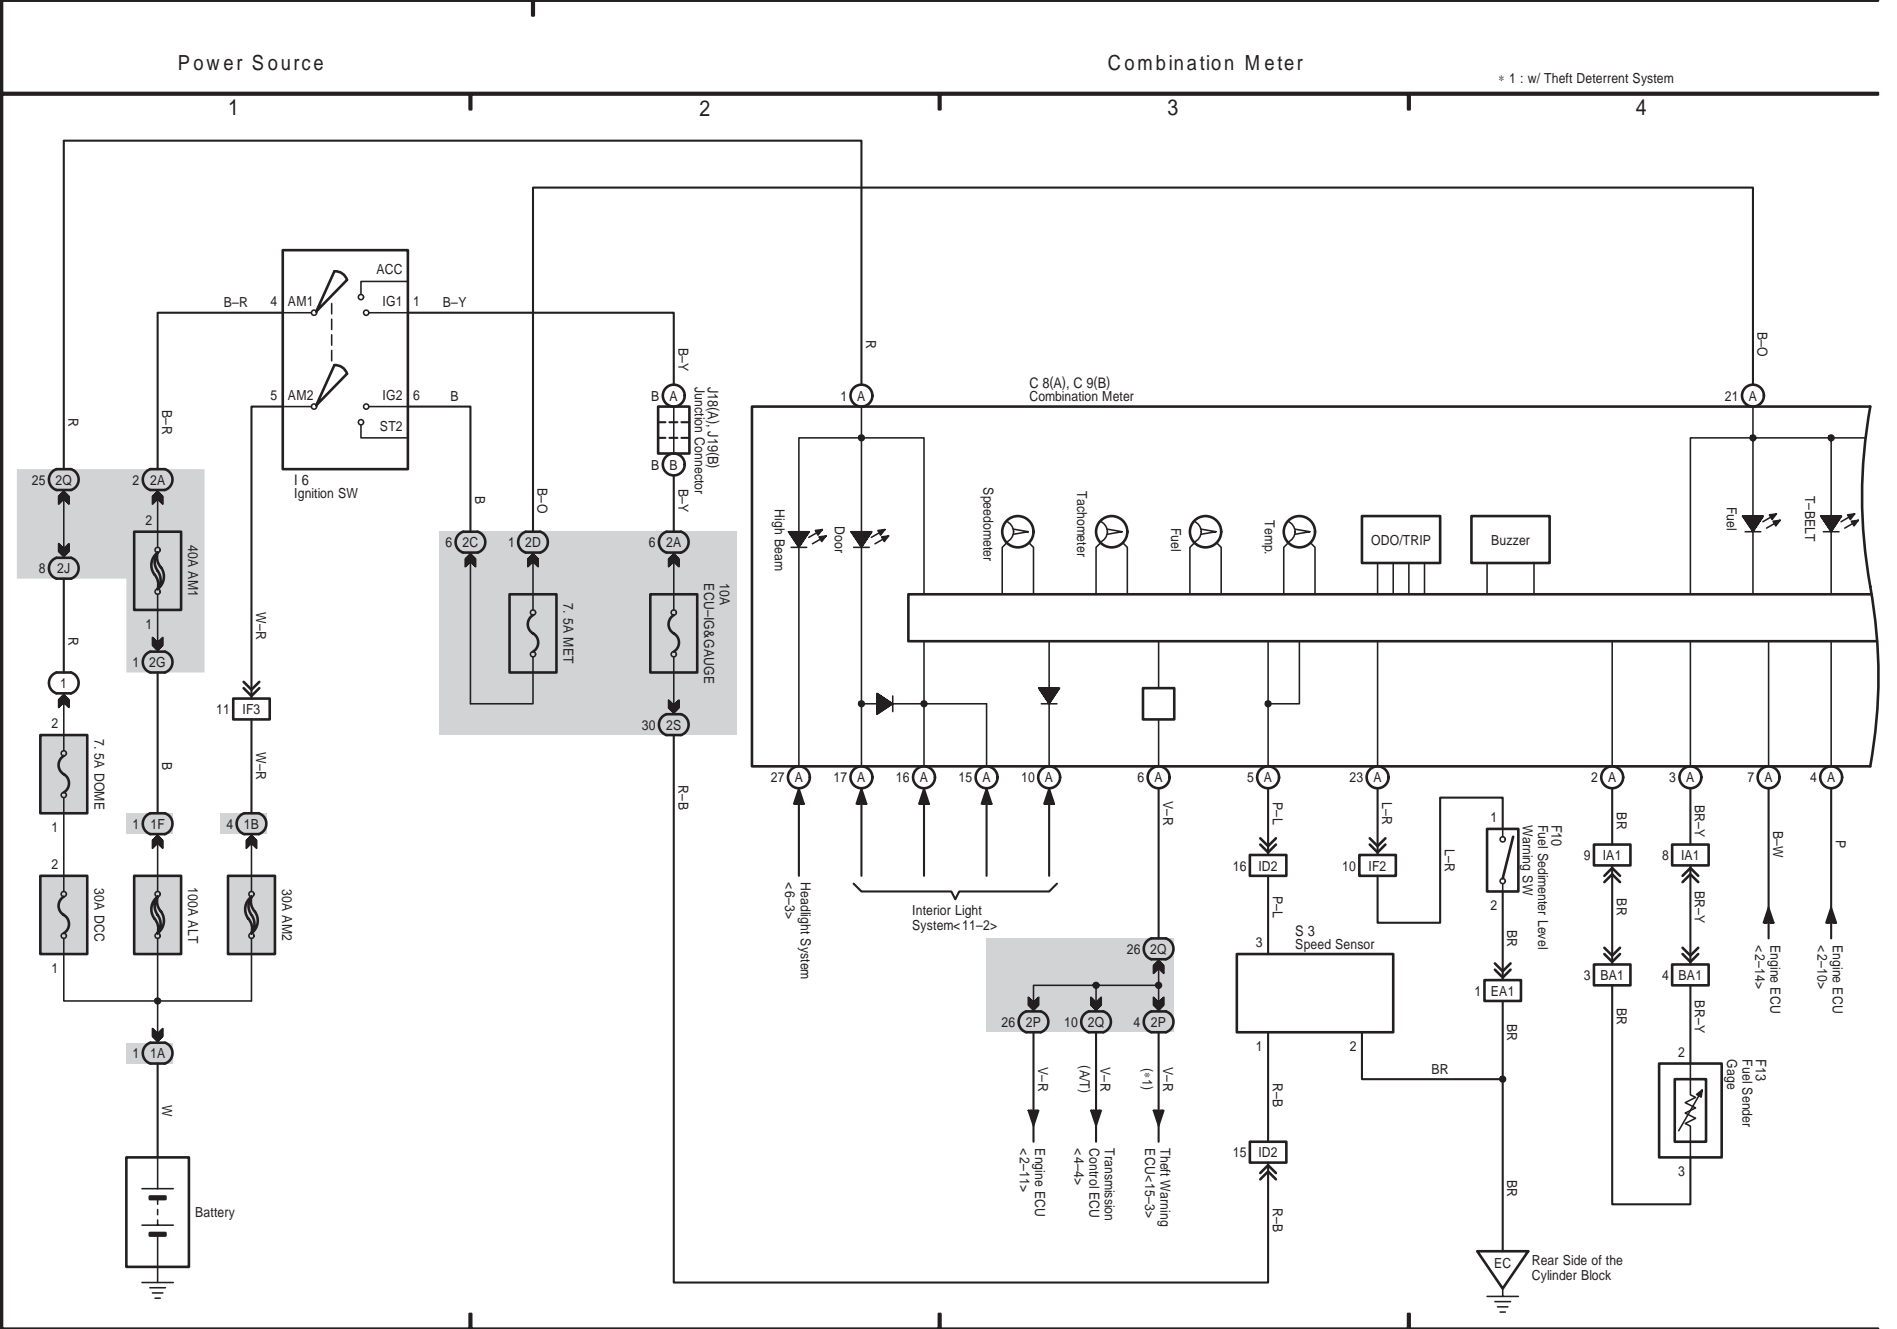 Power Source
Combination Meter
* 1 : w/ Theft Deterrent System
1
2
3
4
ACC
B–R
4
AM1
IG1
1
B–Y
5
AM2
IG2
6
B
ST2
I 6
Ignition SW
R
B–R
25
2Q
2
2A
2
8
2J
40A AM1
1
1
2G
R
1
2
7. 5A DOME
1
2
30A DCC
1
B
1
1F
100A ALT
W–R
11
IF3
W–R
4
1B
30A AM2
1
1A
W
Battery
B
B–O
B–Y
B
A
J18(A), J19(B)
Junction Connector
B
B
B–Y
6
2C
1
2D
6
2A
7. 5A MET
10A
ECU–IG&GAUGE
30
2S
R–B
R
B–O
C 8(A), C 9(B)
Combination Meter
1
A
21
A
High Beam
Door
Speedometer
Tachometer
Fuel
Temp.
ODO/TRIP
Buzzer
Fuel
T–BELT
27
A
17
A
16
A
15
A
10
A
6
A
5
A
23
A
2
A
3
A
7
A
4
A
Headlight System
<6–3>
Interior Light
System<11–2>
V–R
26
2Q
26
2P
10
2Q
4
2P
V–R
V–R
(A/T)
V–R
(*1)
Engine ECU
<2–11>
Transmission
Control ECU
<4–4>
Theft Warning
ECU<15–3>
P–L
16
ID2
P–L
3
S 3
Speed Sensor
1
2
R–B
15
ID2
R–B
BR
L–R
10
IF2
L–R
1
F10
Fuel Sedimenter Level
Warning SW
2
BR
1
EA1
BR
BR
EC
Rear Side of the
Cylinder Block
BR
9
IA1
BR
3
BA1
BR
BR–Y
8
IA1
BR–Y
4
BA1
BR–Y
2
F13
Fuel Sender
Gage
3
B–W
Engine ECU
<2–14>
P
Engine ECU
<2–10>